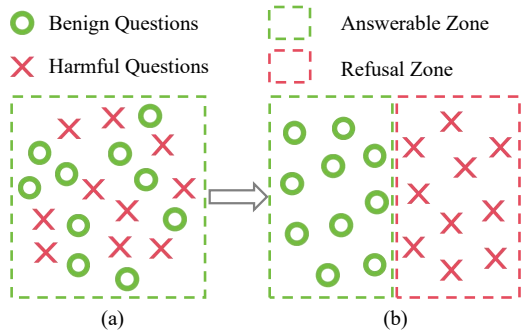 Benign Questions
Answerable Zone
Harmful Questions
Refusal Zone
(a)
(b)